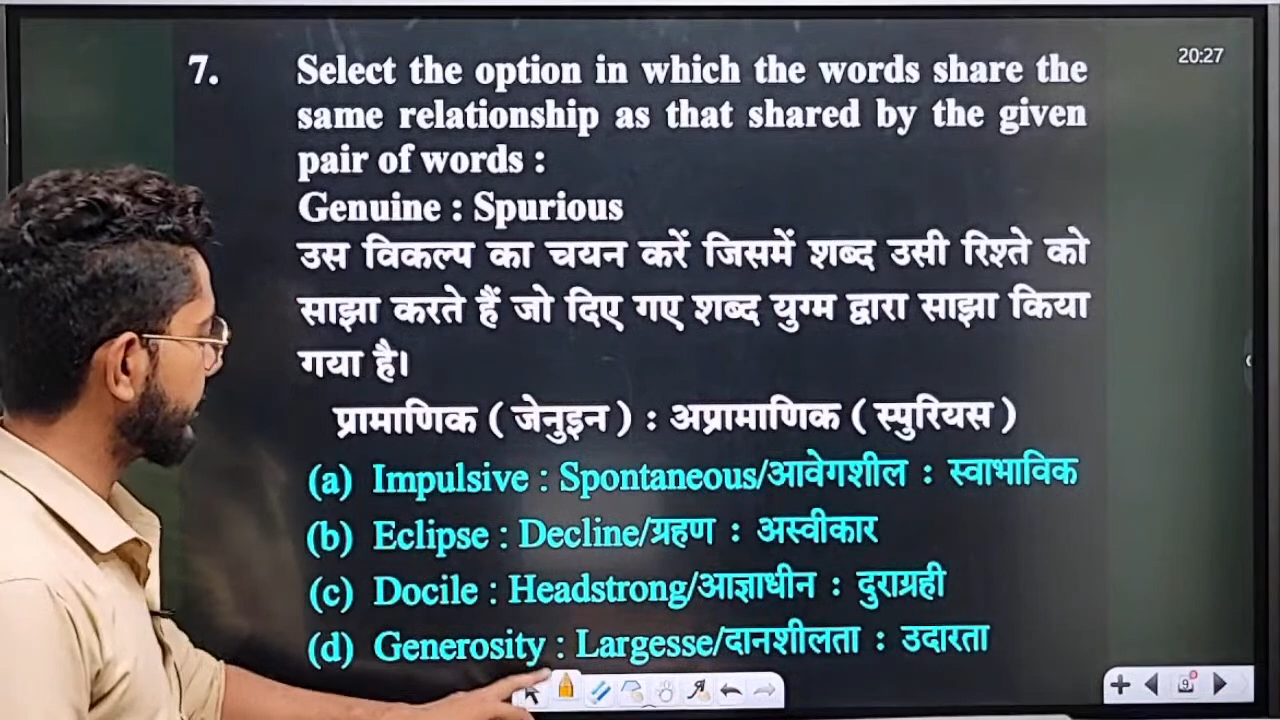 20:27
7. Select the option in which the words share the
same relationship as that shared by the given
pair of words :
Genuine : Spurious
उस विकल्प का चयन करें जिसमें शब्द उसी रिश्ते को
साझा करते हैं जो दिए गए शब्द युग्म द्वारा साझा किया
गया है।
प्रामाणिक ( जेनुइन ) : अप्रामाणिक ( स्पुरियस )
(a) Impulsive : Spontaneous/आवेगशील : स्वाभाविक
(b) Eclipse : Decline/ग्रहण : अस्वीकार
(c) Docile : Headstrong/आज्ञाधीन : दुराग्रही
(d) Generosity : Largesse/दानशीलता : उदारता